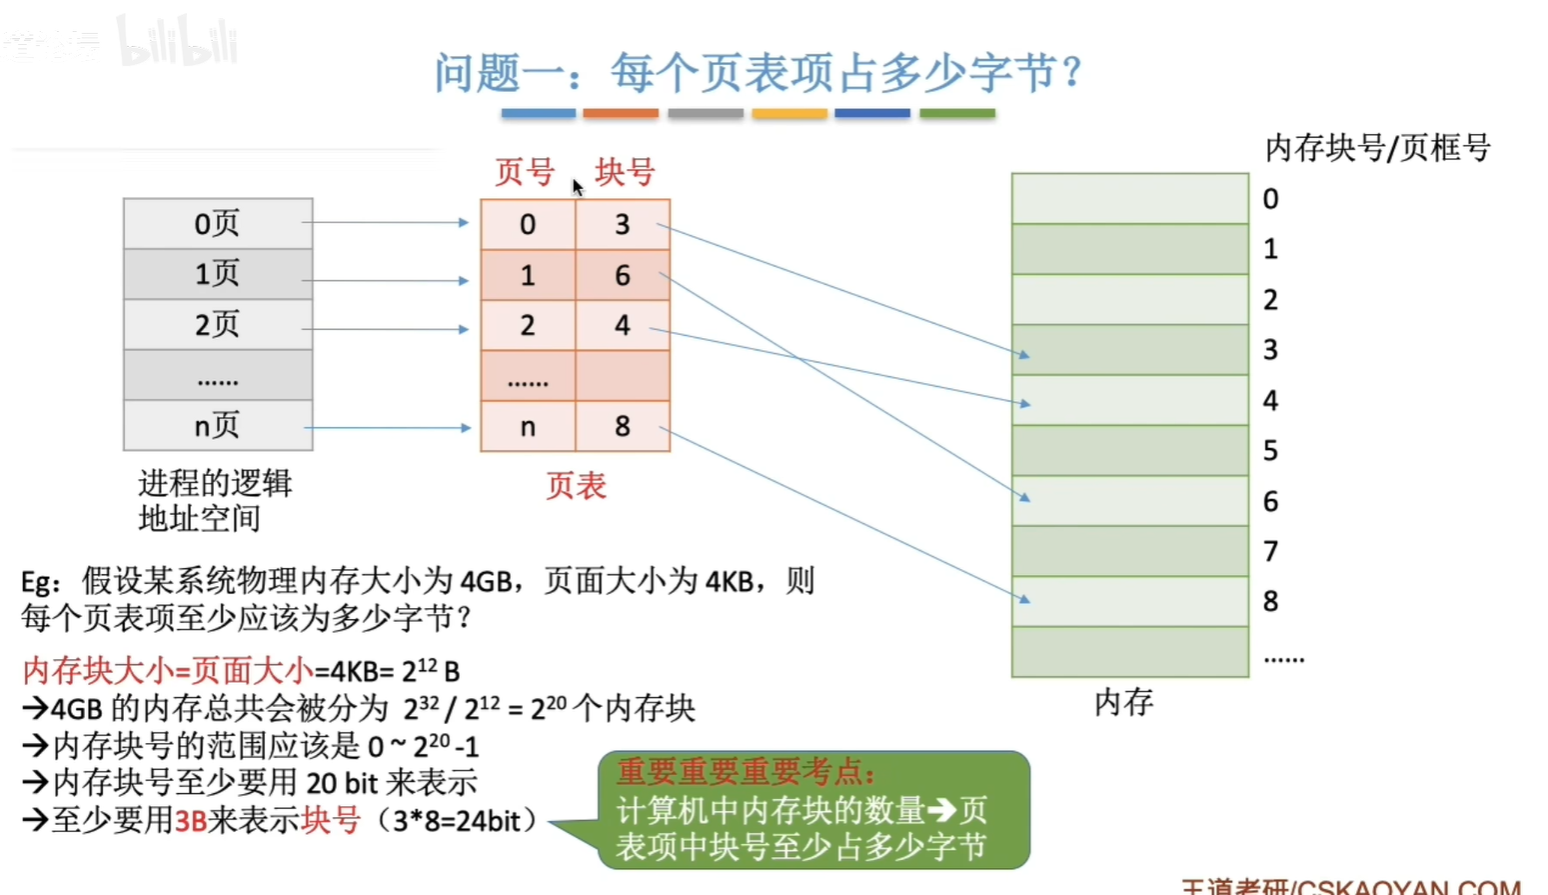 bilibili
问题一：每个页表项占多少字节？
内存块号/页框号
页号 块号
0页
1页
2页
......
n页
进程的逻辑
地址空间
0 3
1 6
2 4
......
n 8
页表
0
1
2
3
4
5
6
7
8
......
内存
Eg：假设某系统物理内存大小为 4GB，页面大小为 4KB，则
每个页表项至少应该为多少字节？
内存块大小=页面大小=4KB= 2¹² B
→4GB 的内存总共会被分为 2³² / 2¹² = 2²⁰ 个内存块
→内存块号的范围应该是 0 ~ 2²⁰ -1
→内存块号至少要用 20 bit 来表示
→至少要用3B来表示块号（3*8=24bit）
重要重要重要考点：
计算机中内存块的数量→页
表项中块号至少占多少字节
王道考研/CSKAOYAN.COM